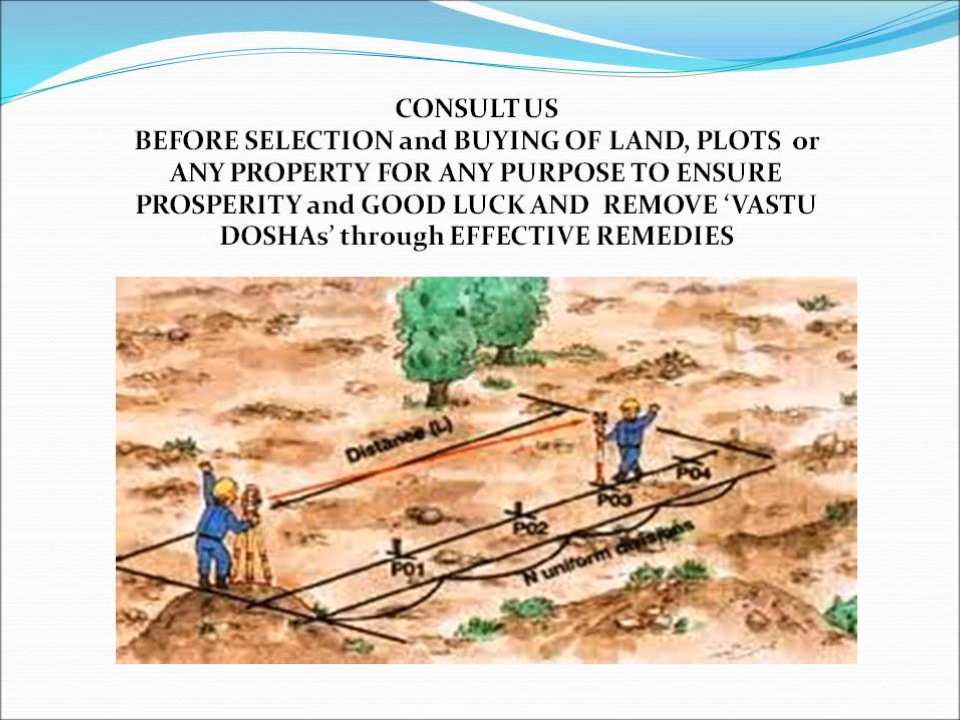 CONSULT US
BEFORE SELECTION and BUYING OF LAND, PLOTS or
ANY PROPERTY FOR ANY PURPOSE TO ENSURE
PROSPERITY and GOOD LUCK AND REMOVE ‘VASTU
DOSHAs’ through EFFECTIVE REMEDIES
Distance (L)
P04
P03
P02
P01
N uniform divisions